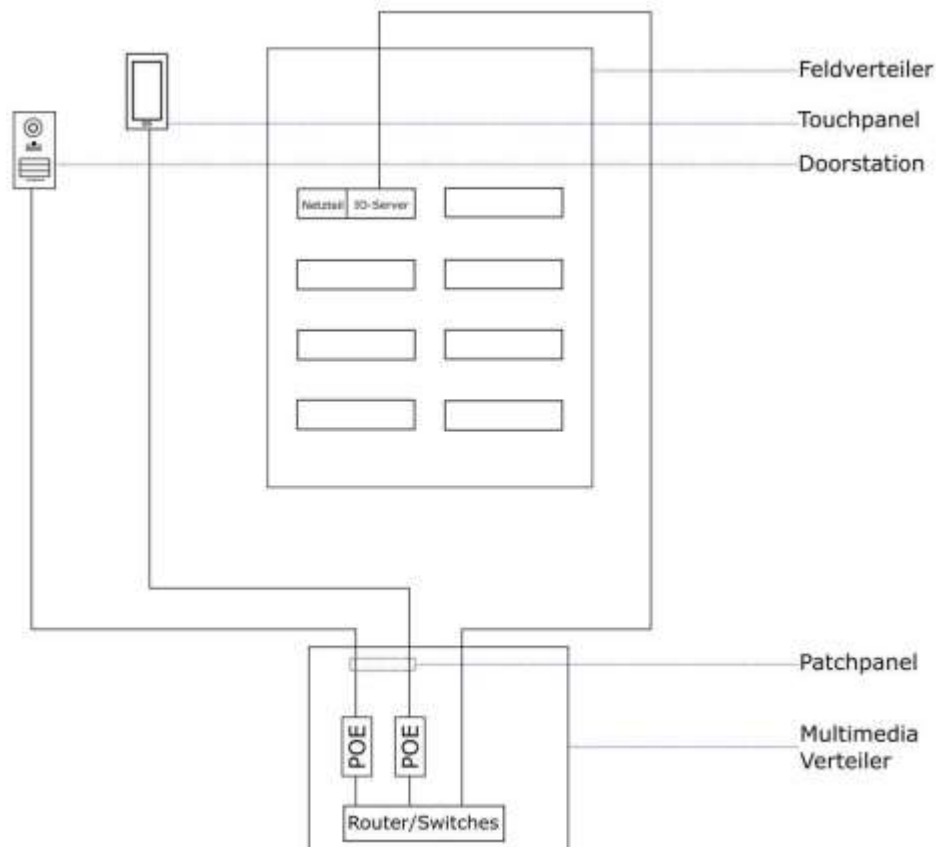 Feldverteiler
Touchpanel
Doorstation
Netzteil IO-Server
Patchpanel
POE POE
Multimedia
Verteiler
Router/Switches